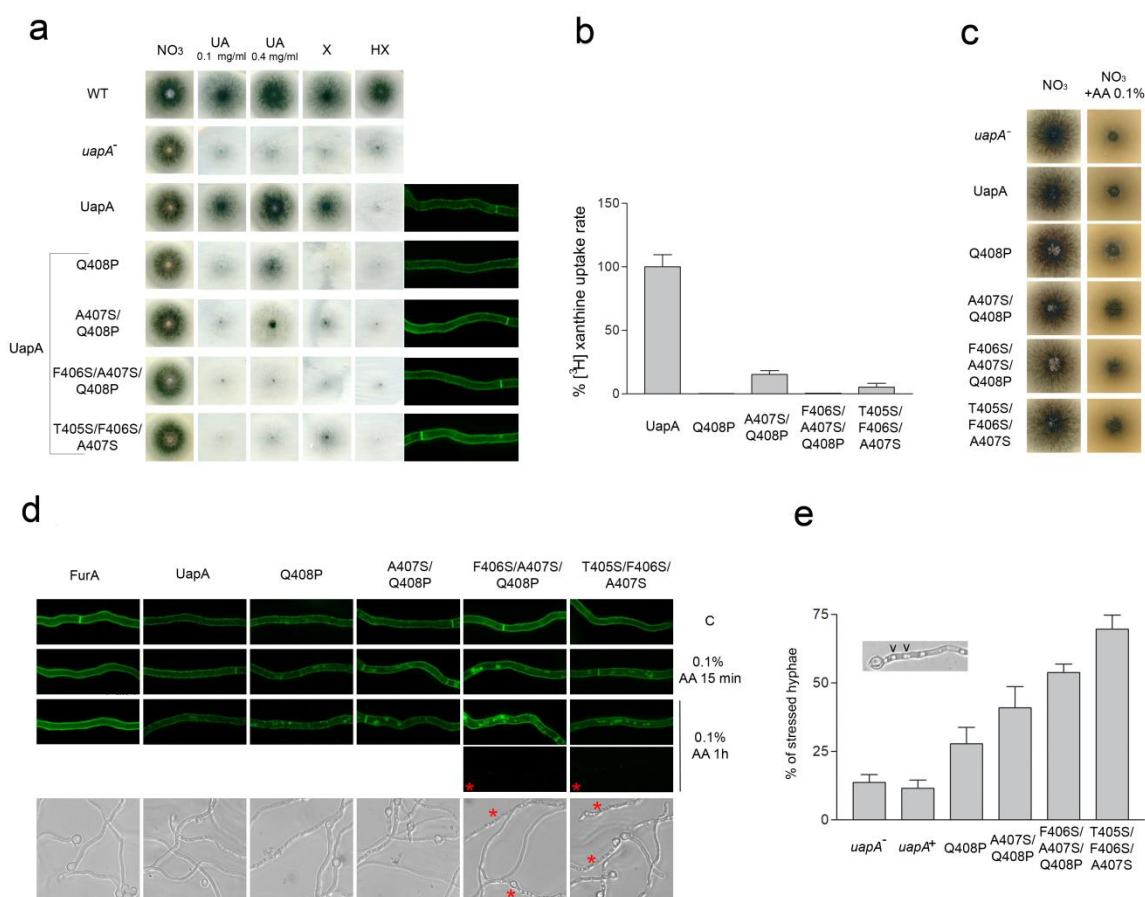 a
NO3
UA
0.1 mg/ml
UA
0.4 mg/ml
X
HX
WT
uapA-
UapA
UapA
Q408P
A407S/
Q408P
F406S/A407S/
Q408P
T405S/F406S/
A407S
b
% [3H] xanthine uptake rate
150
100
50
0
UapA
Q408P
A407S/
Q408P
F406S/
A407S/
Q408P
T405S/
F406S/
A407S
c
NO3
NO3
+AA 0.1%
uapA-
UapA
Q408P
A407S/
Q408P
F406S/
A407S/
Q408P
T405S/
F406S/
A407S
d
FurA
UapA
Q408P
A407S/
Q408P
F406S/A407S/
Q408P
T405S/F406S/
A407S
C
0.1%
AA 15 min
0.1%
AA 1h
*
*
*
*
*
*
e
% of stressed hyphae
75
50
25
0
v v
uapA-
uapA+
Q408P
A407S/
Q408P
F406S/
A407S/
Q408P
T405S/
F406S/
A407S